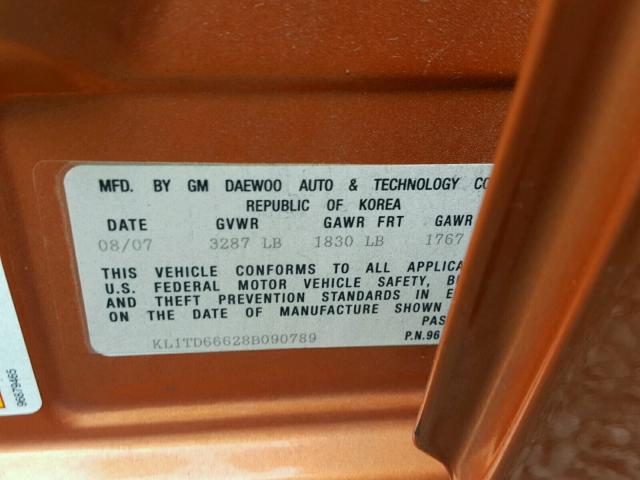 MFD. BY GM DAEWOO AUTO & TECHNOLOGY CO
REPUBLIC OF KOREA
DATE GVWR GAWR FRT GAWR
08/07 3287 LB 1830 LB 1767
THIS VEHICLE CONFORMS TO ALL APPLICA
U.S. FEDERAL MOTOR VEHICLE SAFETY, B
AND THEFT PREVENTION STANDARDS IN E
ON THE DATE OF MANUFACTURE SHOWN
PAS
KL1TD66628B090789 P.N.96
96879465